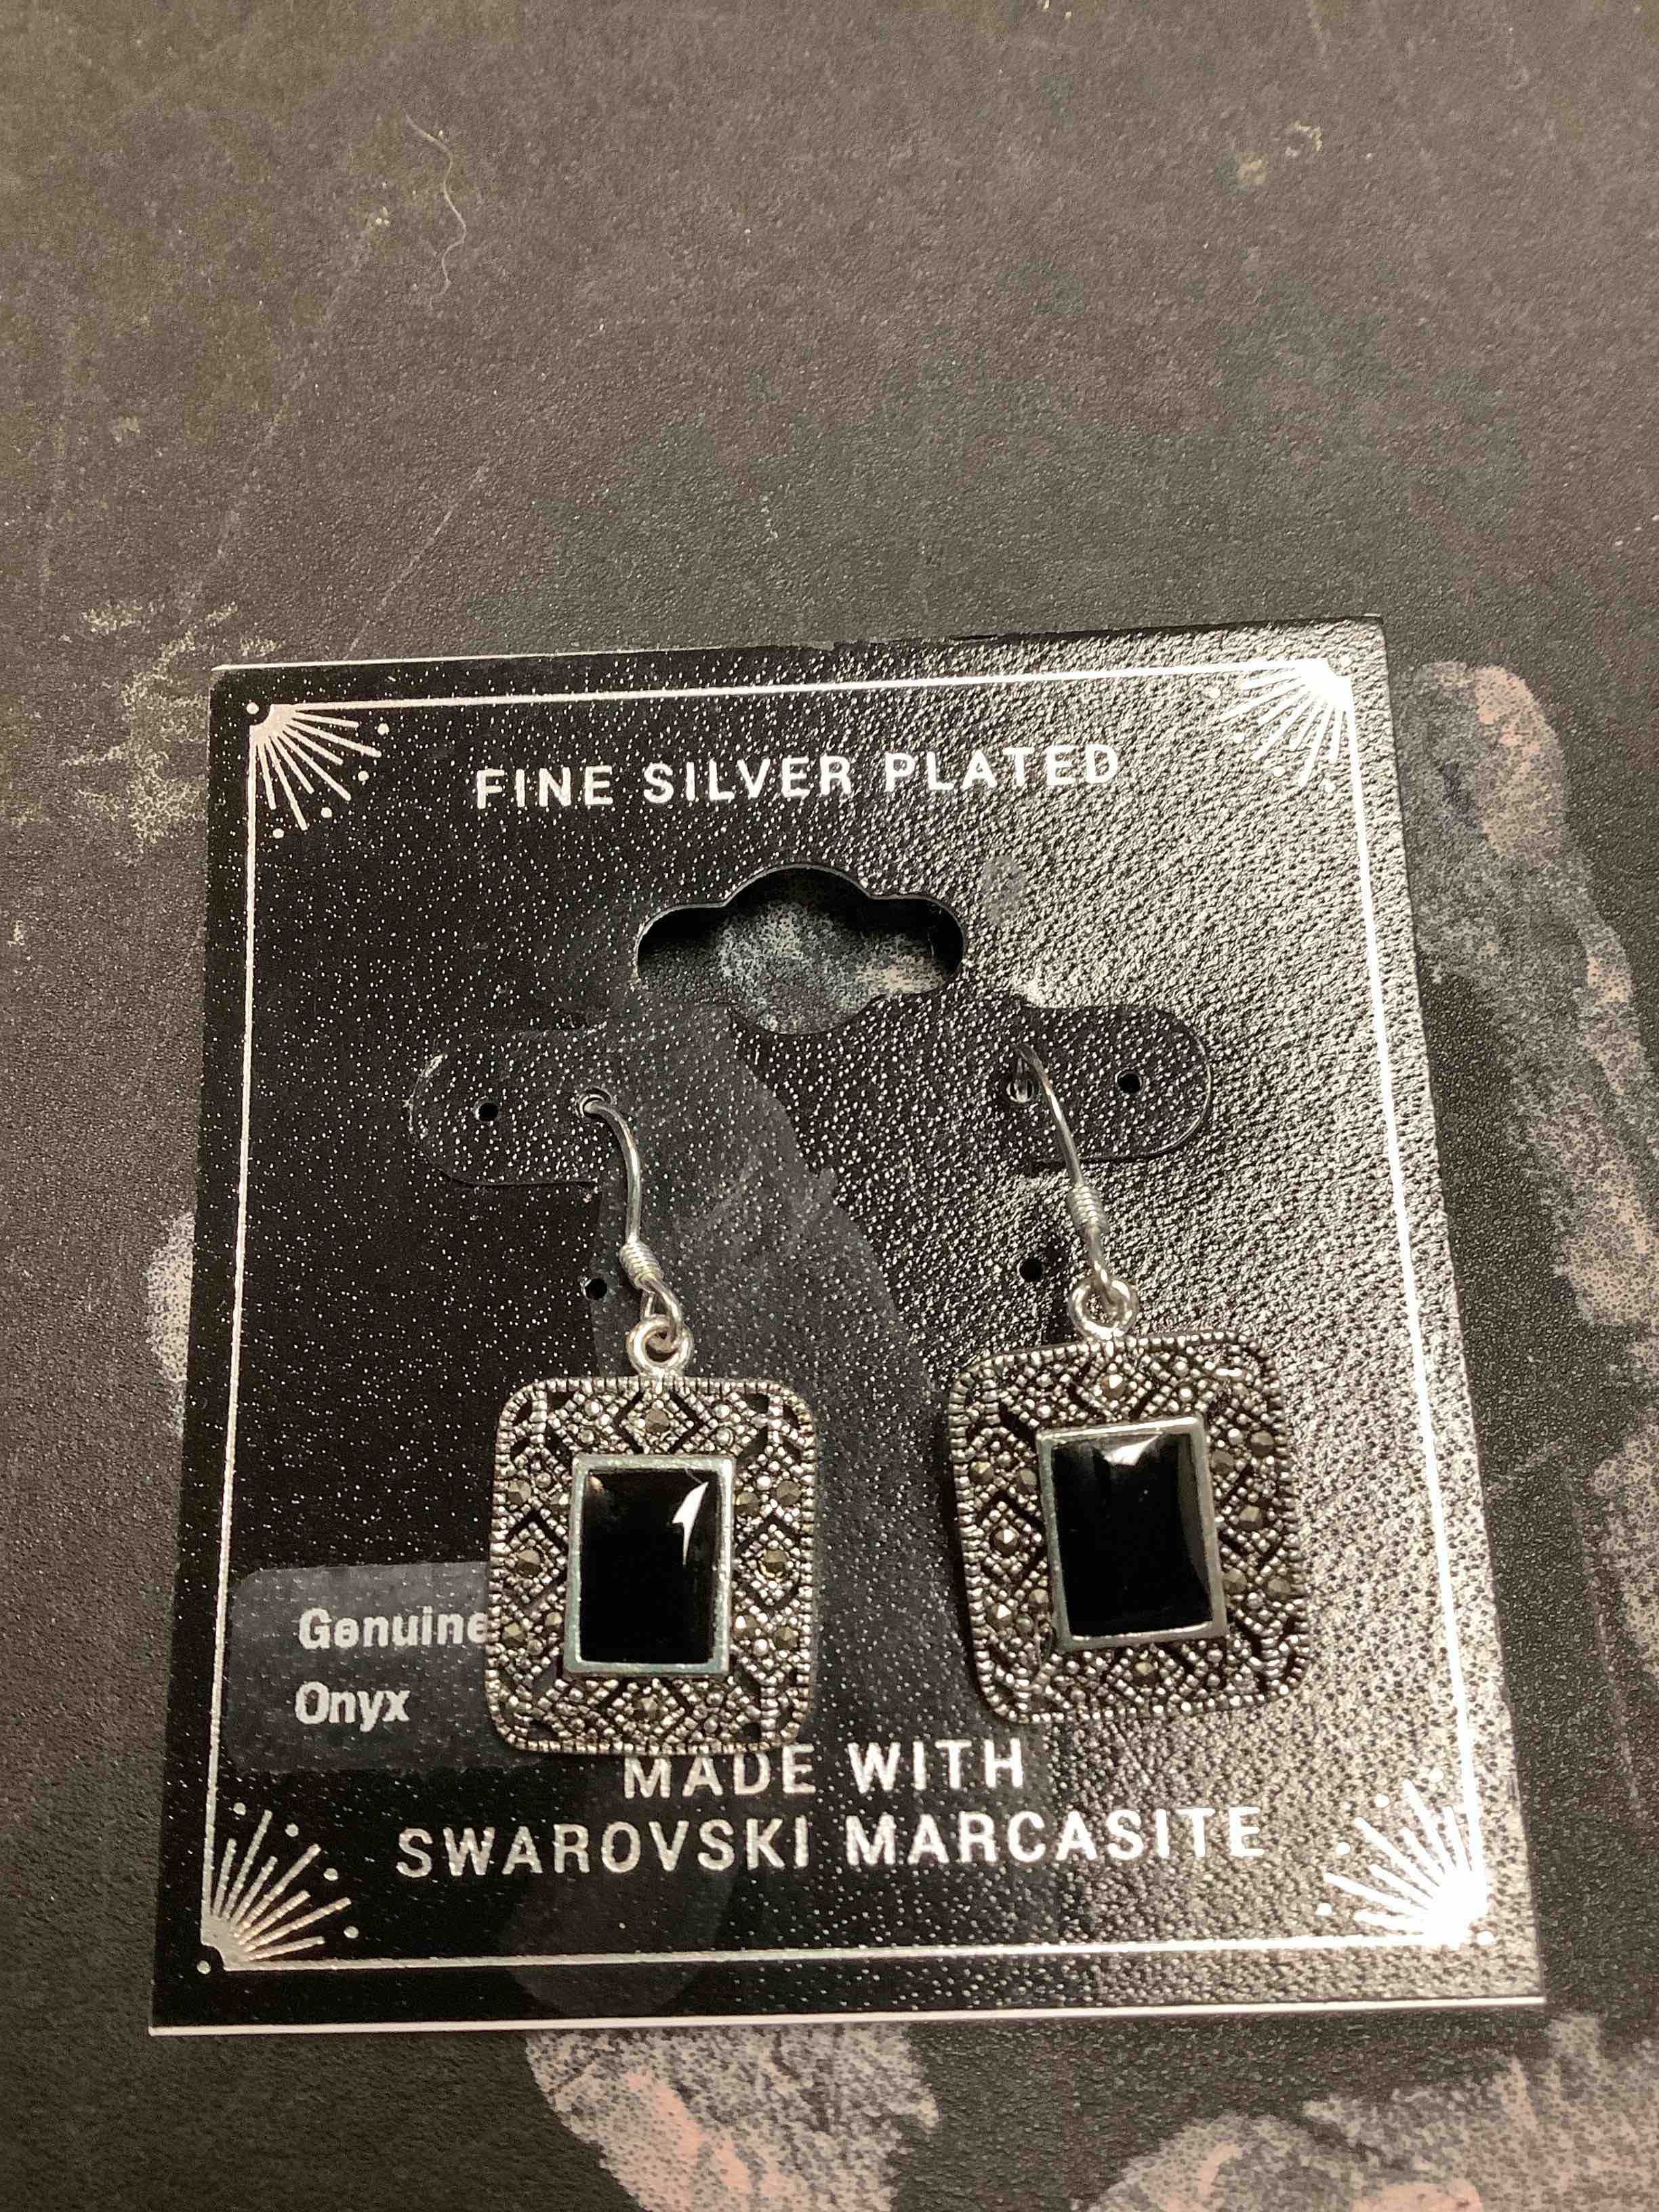 FINE SILVER PLATED
Genuine
Onyx
MADE WITH
SWAROVSKI MARCASITE